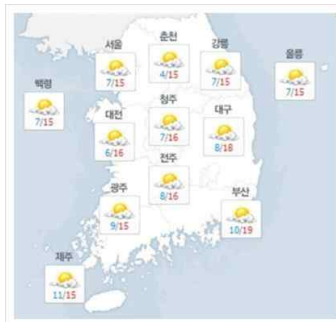 서울
7/15
춘천
4/15
강릉
7/15
울릉
7/15
백령
7/15
대전
6/16
청주
7/16
대구
8/18
전주
8/16
광주
9/15
부산
10/19
제주
11/15